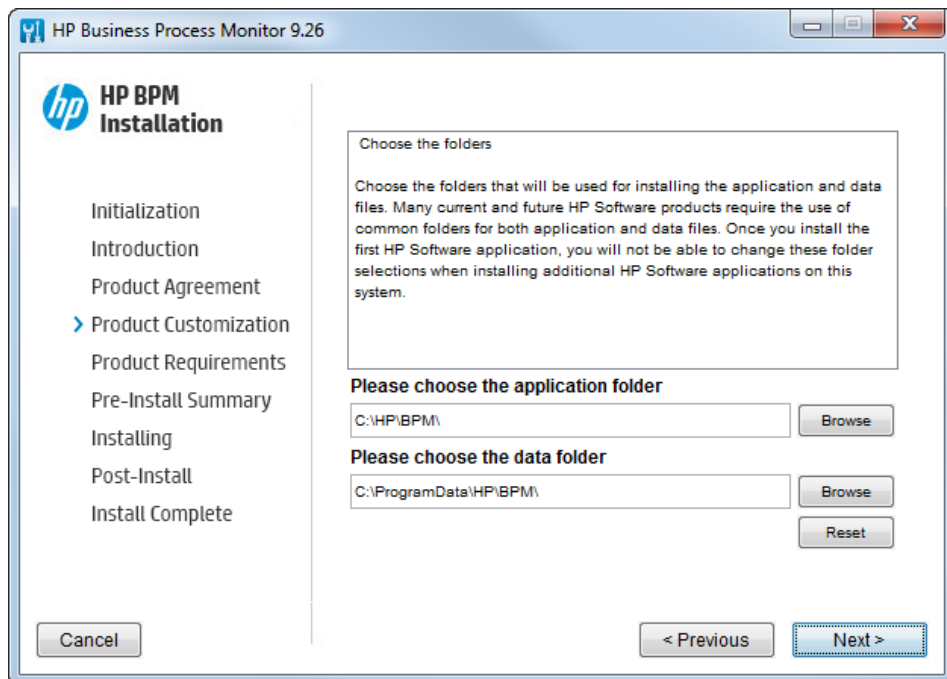 HP Business Process Monitor 9.26
hp
HP BPM
Installation
Initialization
Introduction
Product Agreement
Product Customization
Product Requirements
Pre-Install Summary
Installing
Post-Install
Install Complete
Choose the folders
Choose the folders that will be used for installing the application and data
files. Many current and future HP Software products require the use of
common folders for both application and data files. Once you install the
first HP Software application, you will not be able to change these folder
selections when installing additional HP Software applications on this
system.
Please choose the application folder
C:\HP\BPM\
Browse
Please choose the data folder
C:\ProgramData\HP\BPM\
Browse
Reset
Cancel
< Previous
Next >